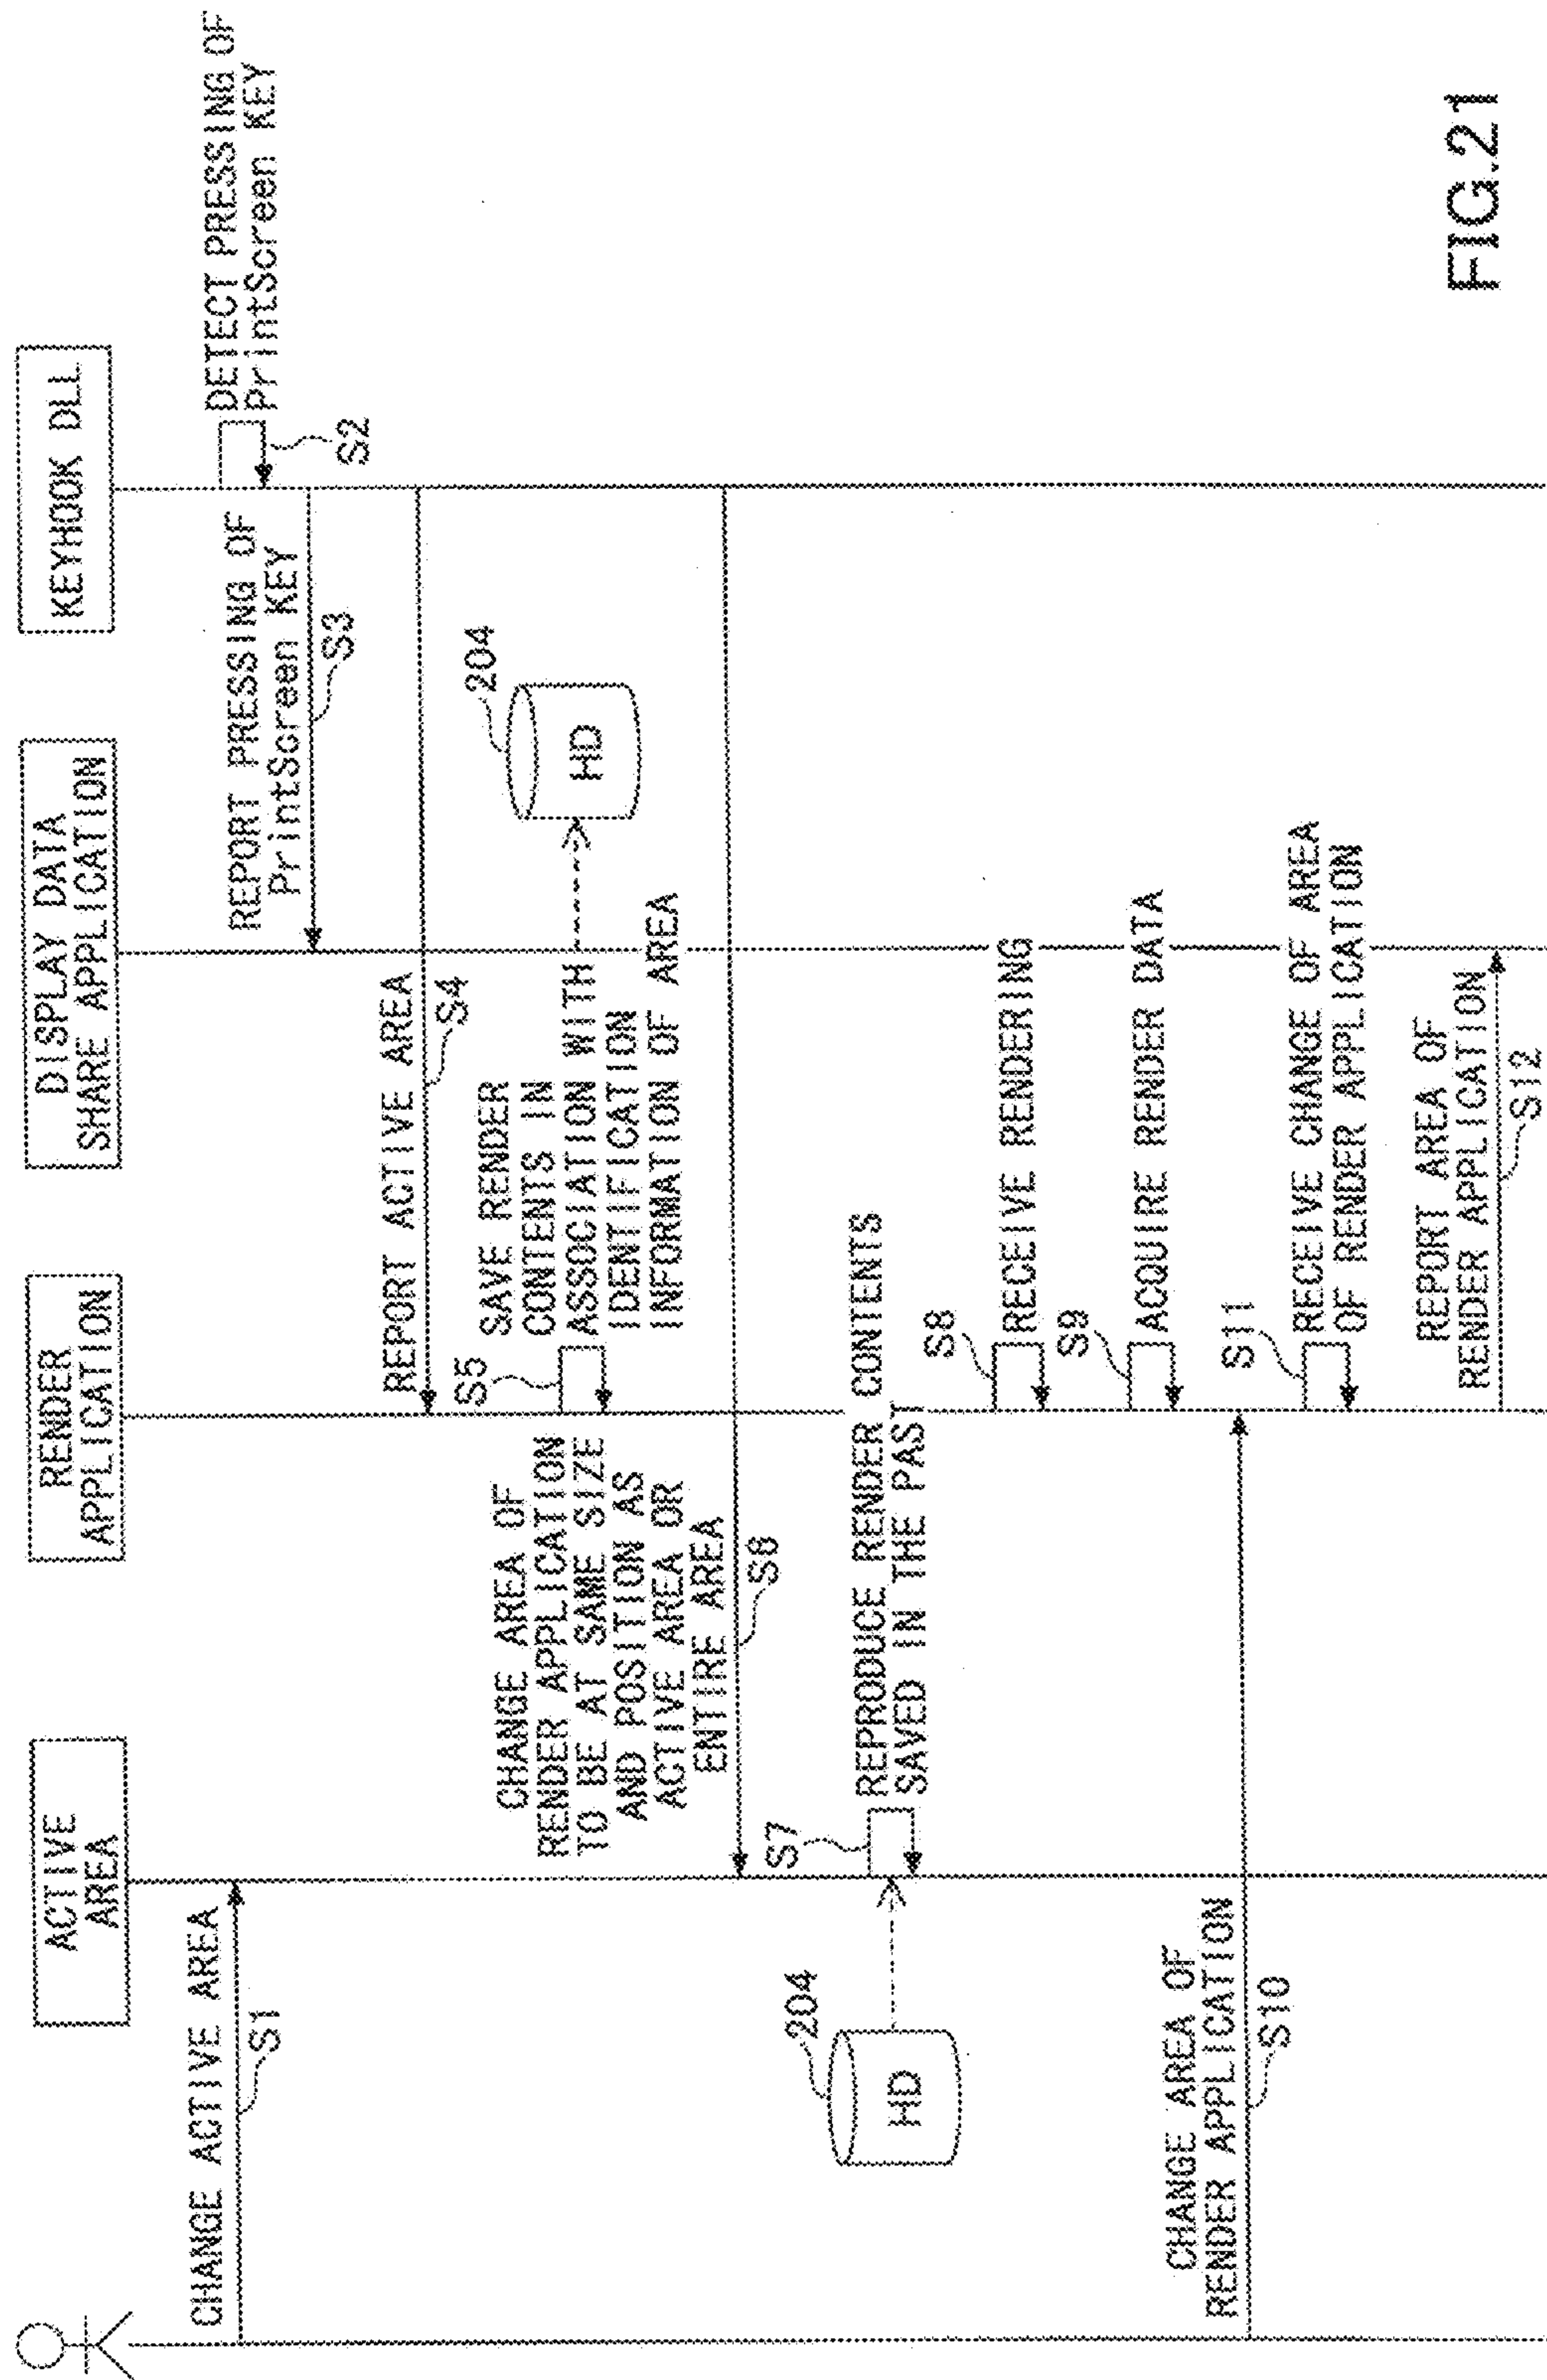 ACTIVE
AREA
RENDER
APPLICATION
DISPLAY DATA
SHARE APPLICATION
KEYHOOK DLL
CHANGE ACTIVE AREA
S1
DETECT PRESSING OF
PrintScreen KEY
S2
REPORT PRESSING OF
PrintScreen KEY
S3
REPORT ACTIVE AREA
S4
S5
SAVE RENDER
CONTENTS IN
ASSOCIATION WITH
IDENTIFICATION
INFORMATION OF AREA
204
HD
CHANGE AREA OF
RENDER APPLICATION
TO BE AT SAME SIZE
AND POSITION AS
ACTIVE AREA OR
ENTIRE AREA
S6
S7
REPRODUCE RENDER CONTENTS
SAVED IN THE PAST
204
HD
S8
RECEIVE RENDERING
S9
ACQUIRE RENDER DATA
CHANGE AREA OF
RENDER APPLICATION
S10
S11
RECEIVE CHANGE OF AREA
OF RENDER APPLICATION
REPORT AREA OF
RENDER APPLICATION
S12
FIG.21